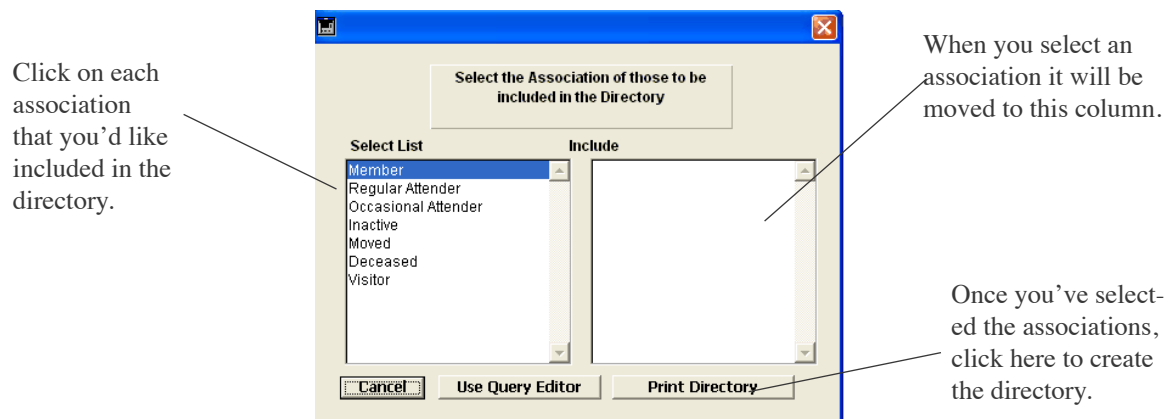 Click on each
association
that you’d like
included in the
directory.
Select the Association of those to be
included in the Directory
When you select an
association it will be
moved to this column.
Select List
Include
Member
Regular Attender
Occasional Attender
Inactive
Moved
Deceased
Visitor
Cancel
Use Query Editor
Print Directory
Once you’ve select-
ed the associations,
click here to create
the directory.